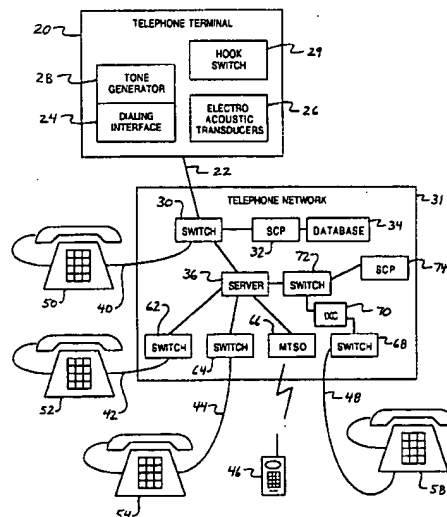 TELEPHONE TERMINAL
20
HOOK
SWITCH
29
28
TONE
GENERATOR
24
DIALING
INTERFACE
ELECTRO
ACOUSTIC
TRANSDUCERS
26
22
TELEPHONE NETWORK
31
30
SWITCH
SCP
DATABASE
34
32
72
36
SERVER
SWITCH
SCP
74
50
40
62
66
IXC
70
SWITCH
SWITCH
MTSO
SWITCH
68
64
52
42
44
48
46
54
58